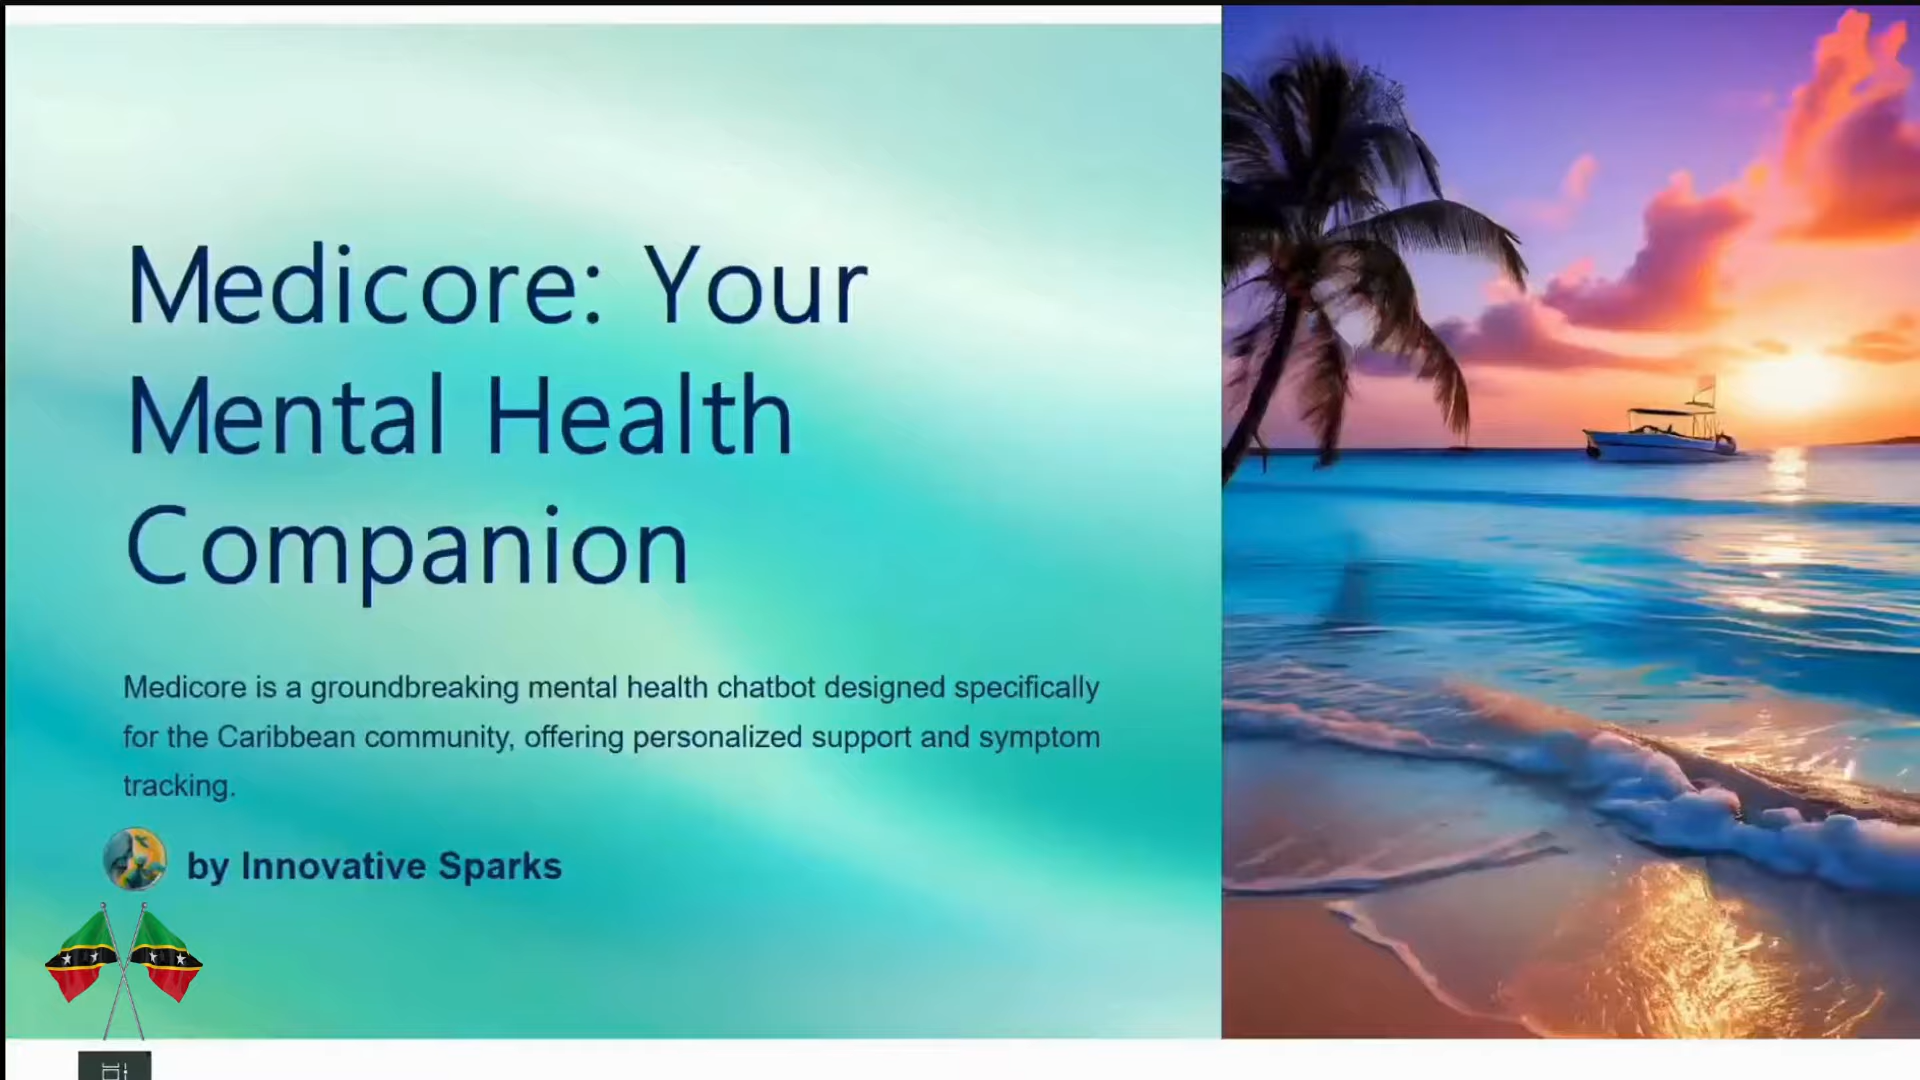 Medicore: Your
Mental Health
Companion
Medicore is a groundbreaking mental health chatbot designed specifically
for the Caribbean community, offering personalized support and symptom
tracking.
by Innovative Sparks